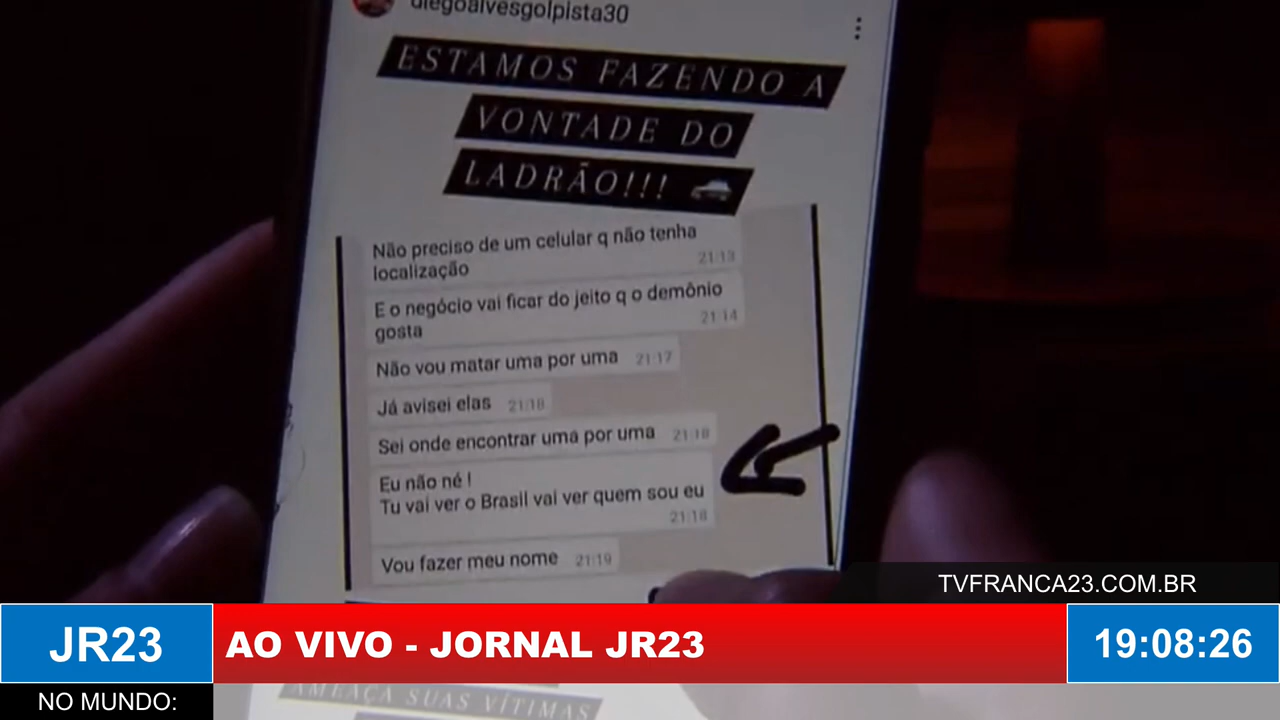 diegoalvesgolpista30
ESTAMOS FAZENDO A
VONTADE DO
LADRÃO!!!
Não preciso de um celular q não tenha
localização 21:13
E o negócio vai ficar do jeito q o demônio
gosta 21:14
Não vou matar uma por uma 21:17
Já avisei elas 21:18
Sei onde encontrar uma por uma 21:18
Eu não né !
Tu vai ver o Brasil vai ver quem sou eu
21:18
Vou fazer meu nome 21:19
TVFRANCA23.COM.BR
JR23 AO VIVO - JORNAL JR23 19:08:26
NO MUNDO:
AMEAÇA SUAS VÍTIMAS